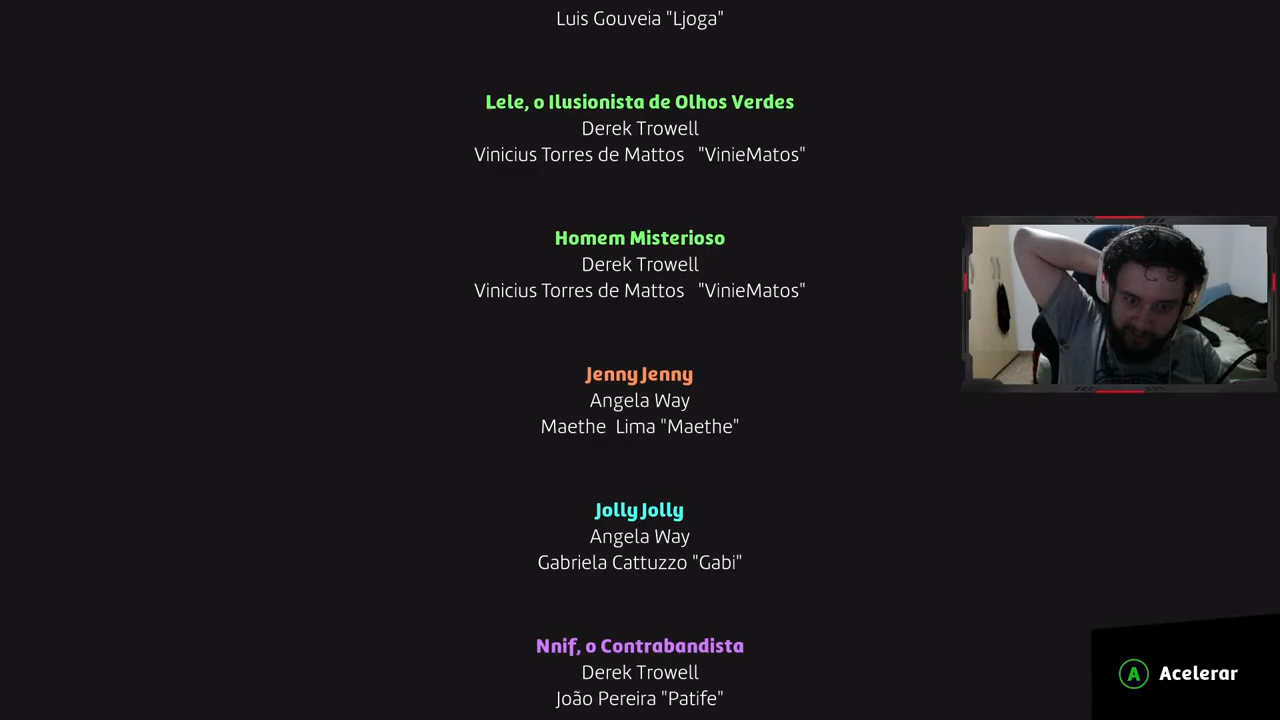 Luis Gouveia "Ljoga"
Lele, o Ilusionista de Olhos Verdes
Derek Trowell
Vinicius Torres de Mattos "VinieMatos"
Homem Misterioso
Derek Trowell
Vinicius Torres de Mattos "VinieMatos"
Jenny Jenny
Angela Way
Maethe Lima "Maethe"
Jolly Jolly
Angela Way
Gabriela Cattuzzo "Gabi"
Nnif, o Contrabandista
Derek Trowell
João Pereira "Patife"
A Acelerar